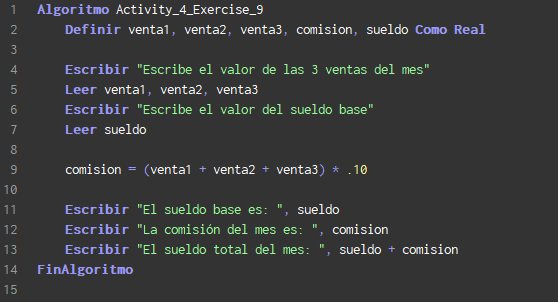 1 Algoritmo Activity_4_Exercise_9
2 Definir venta1, venta2, venta3, comision, sueldo Como Real
3
4 Escribir "Escribe el valor de las 3 ventas del mes"
5 Leer venta1, venta2, venta3
6 Escribir "Escribe el valor del sueldo base"
7 Leer sueldo
8
9 comision = (venta1 + venta2 + venta3) * .10
10
11 Escribir "El sueldo base es: ", sueldo
12 Escribir "La comisión del mes es: ", comision
13 Escribir "El sueldo total del mes: ", sueldo + comision
14 FinAlgoritmo
15